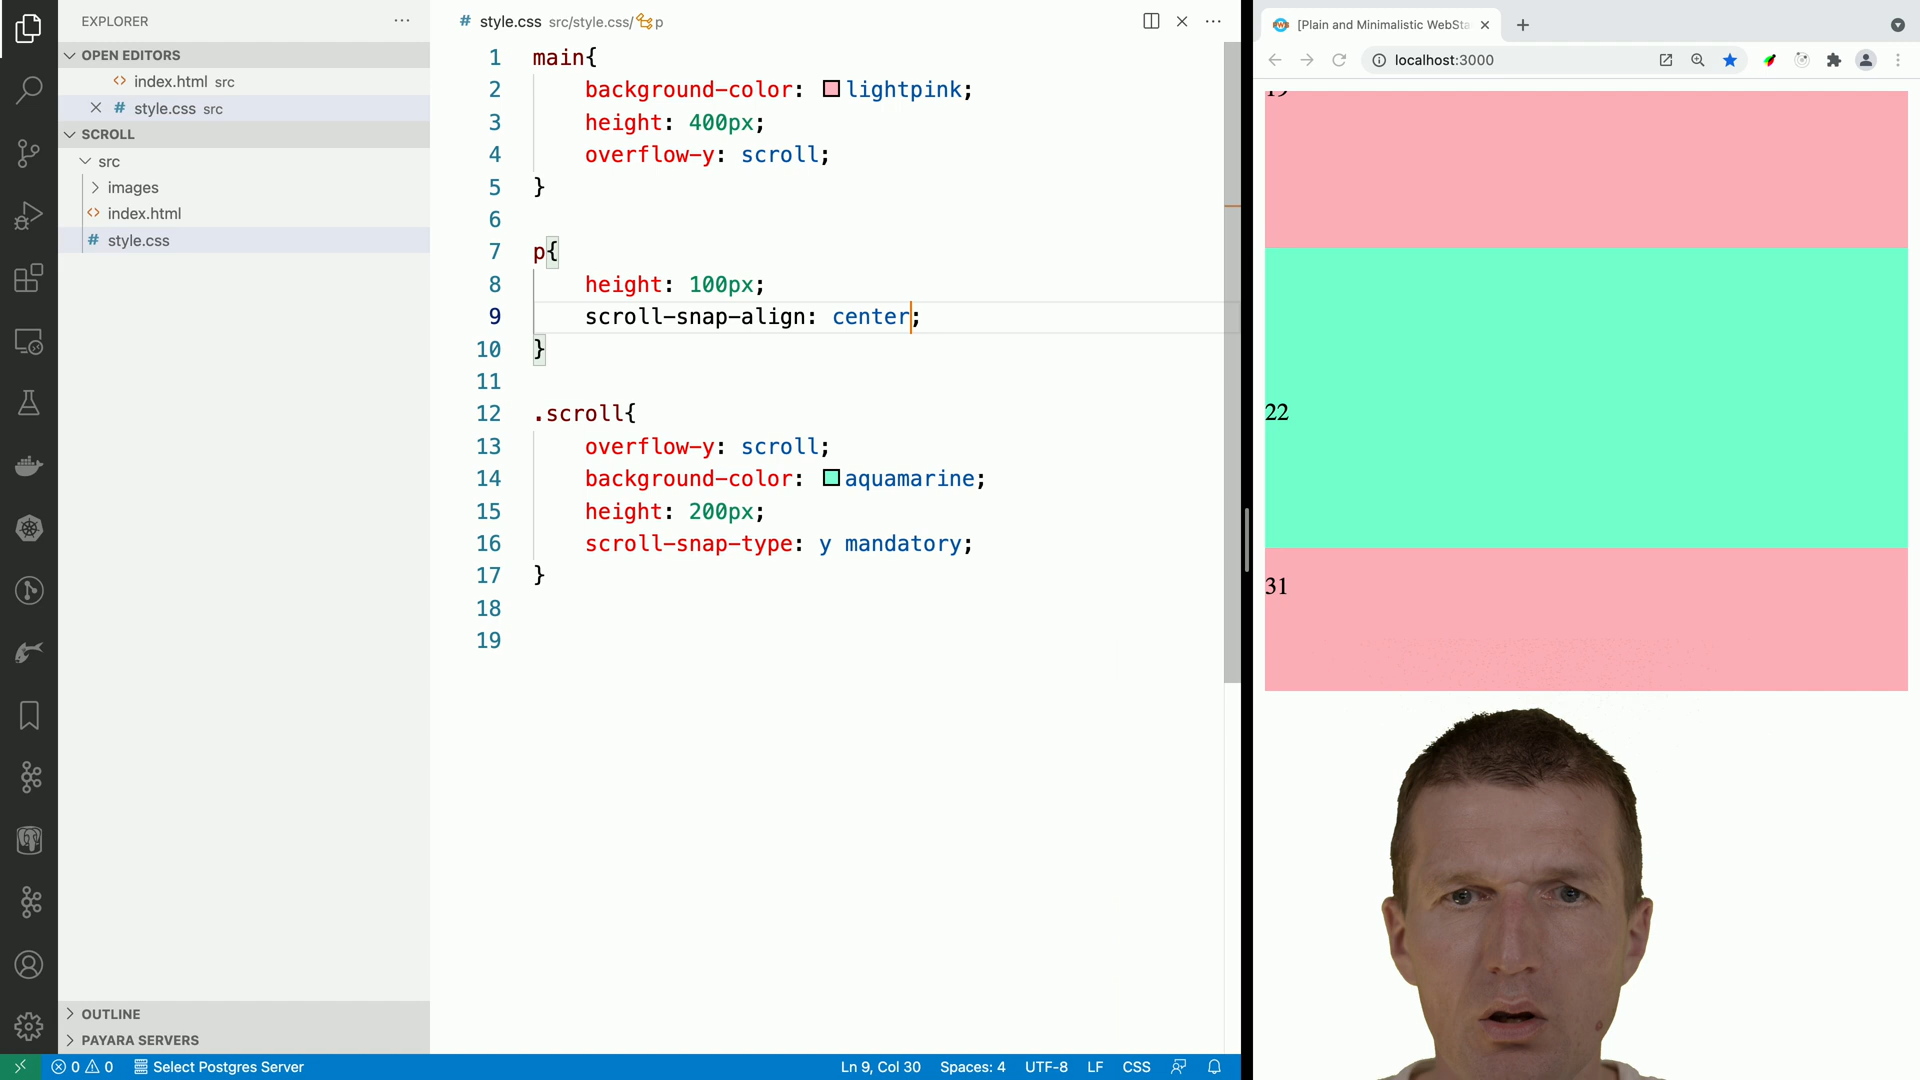 EXPLORER
OPEN EDITORS
index.html src
style.css src
SCROLL
src
images
index.html
style.css
OUTLINE
PAYARA SERVERS
# style.css src/style.css/ p
1 main{
2 background-color: lightpink;
3 height: 400px;
4 overflow-y: scroll;
5 }
6
7 p{
8 height: 100px;
9 scroll-snap-align: center;
10 }
11
12 .scroll{
13 overflow-y: scroll;
14 background-color: aquamarine;
15 height: 200px;
16 scroll-snap-type: y mandatory;
17 }
18
19
0 0 Select Postgres Server
Ln 9, Col 30 Spaces: 4 UTF-8 LF CSS
[Plain and Minimalistic WebSta
localhost:3000
22
31